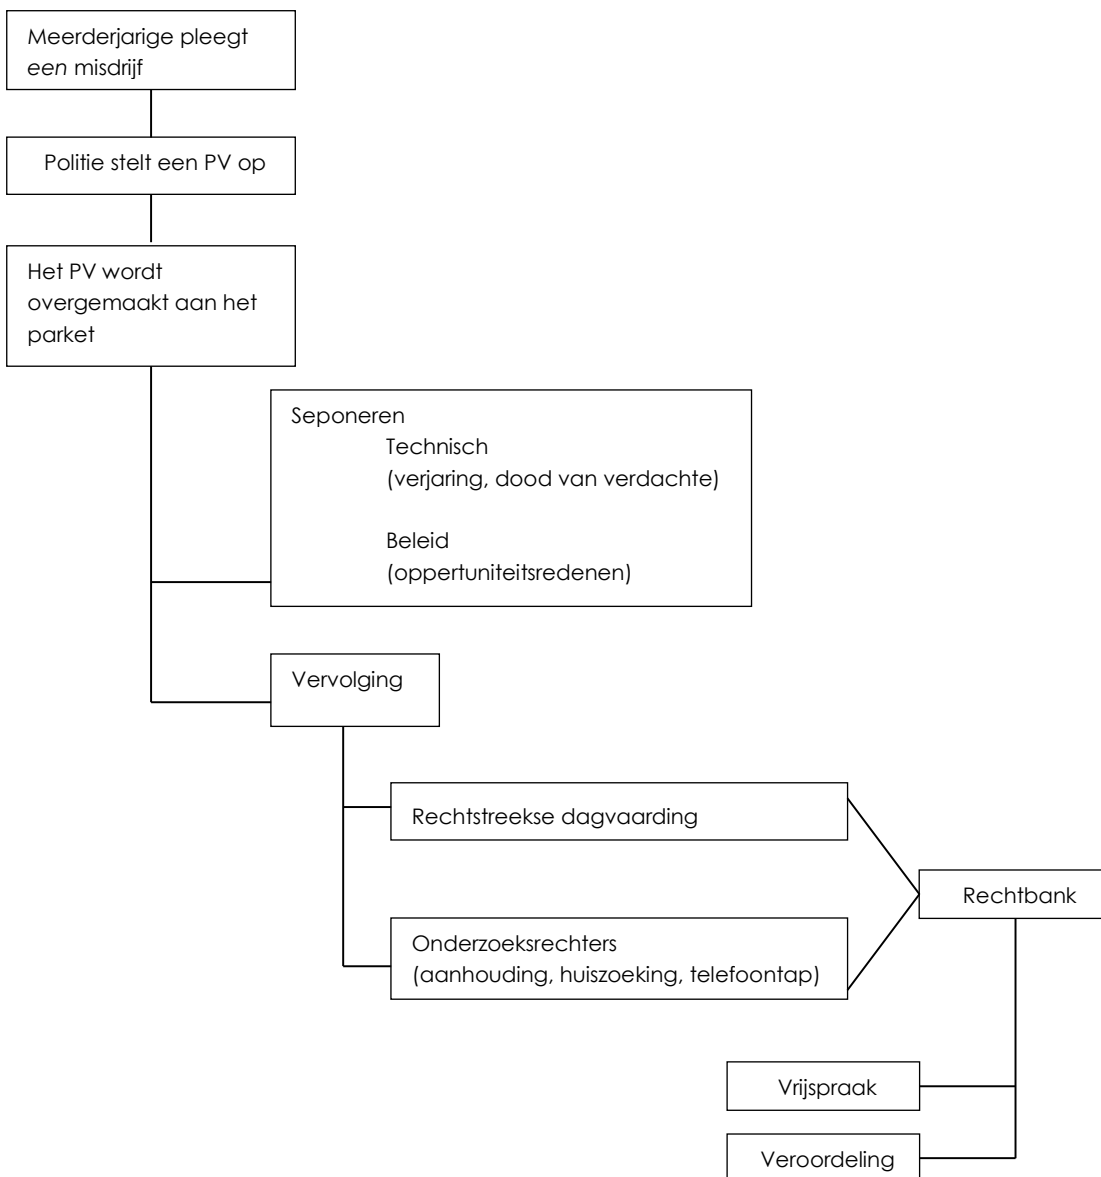 Meerderjarige pleegt
een misdrijf
Politie stelt een PV op
Het PV wordt
overgemaakt aan het
parket
Seponeren
Technisch
(verjaring, dood van verdachte)
Beleid
(oppertuniteitsredenen)
Vervolging
Rechtstreekse dagvaarding
Rechtbank
Onderzoeksrechters
(aanhouding, huiszoeking, telefoontap)
Vrijspraak
Veroordeling